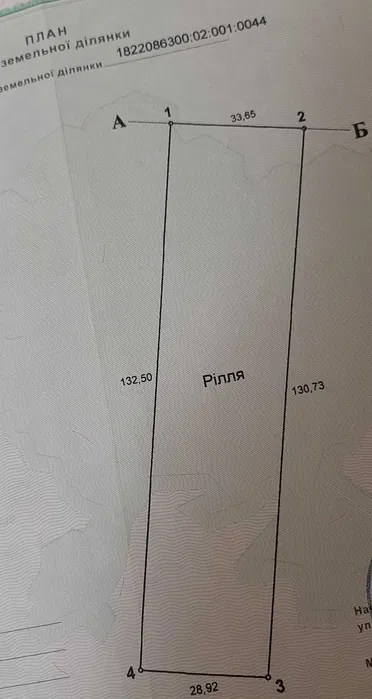 ПЛАН
земельної ділянки
земельної ділянки 1822086300:02:001:0044
А 1 33,65 2 Б
132,50 Рілля 130,73
4 28,92 3